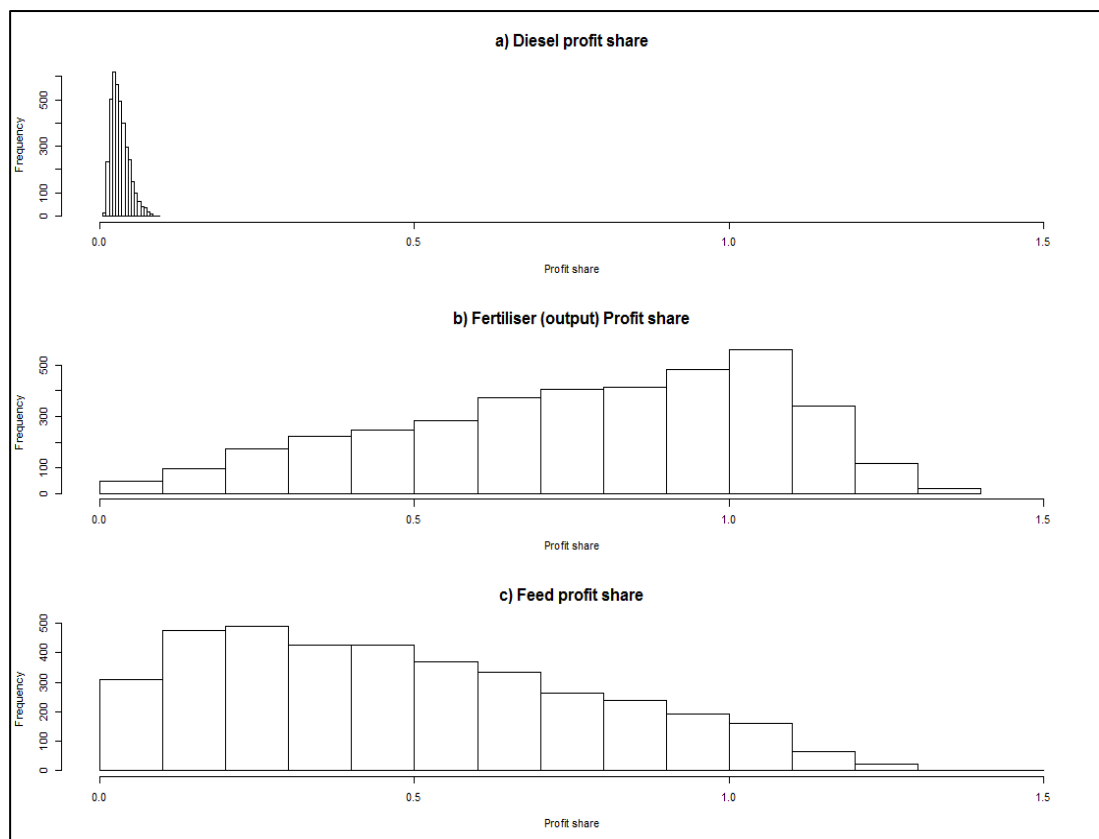 a) Diesel profit share
Frequency
500
300
100
0
0.0 0.5 1.0 1.5
Profit share
b) Fertiliser (output) Profit share
Frequency
500
300
100
0
0.0 0.5 1.0 1.5
Profit share
c) Feed profit share
Frequency
500
400
300
200
100
0
0.0 0.5 1.0 1.5
Profit share